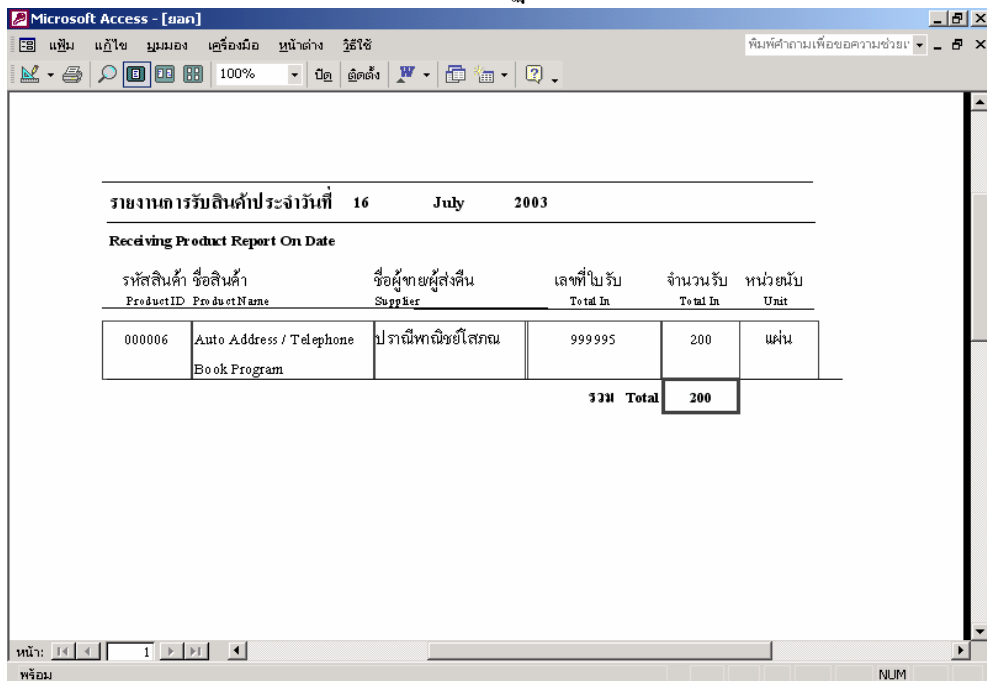 Microsoft Access - [ยอด]
แฟ้ม แก้ไข มุมมอง เครื่องมือ หน้าต่าง วิธีใช้ พิมพ์คำถามเพื่อขอความช่วยเ
100% ปิด ติดตั้ง
รายงานการรับสินค้าประจำวันที่ 16 July 2003
Receiving Product Report On Date
รหัสสินค้า ชื่อสินค้า ชื่อผู้ขาย/ผู้ส่งคืน เลขที่ใบรับ จำนวนรับ หน่วยนับ
ProductID ProductName Supplier Total In Total In Unit
000006 Auto Address / Telephone ปราณีพาณิชย์โสภณ 999995 200 แผ่น
Book Program
รวม Total 200
หน้า: 1
พร้อม NUM